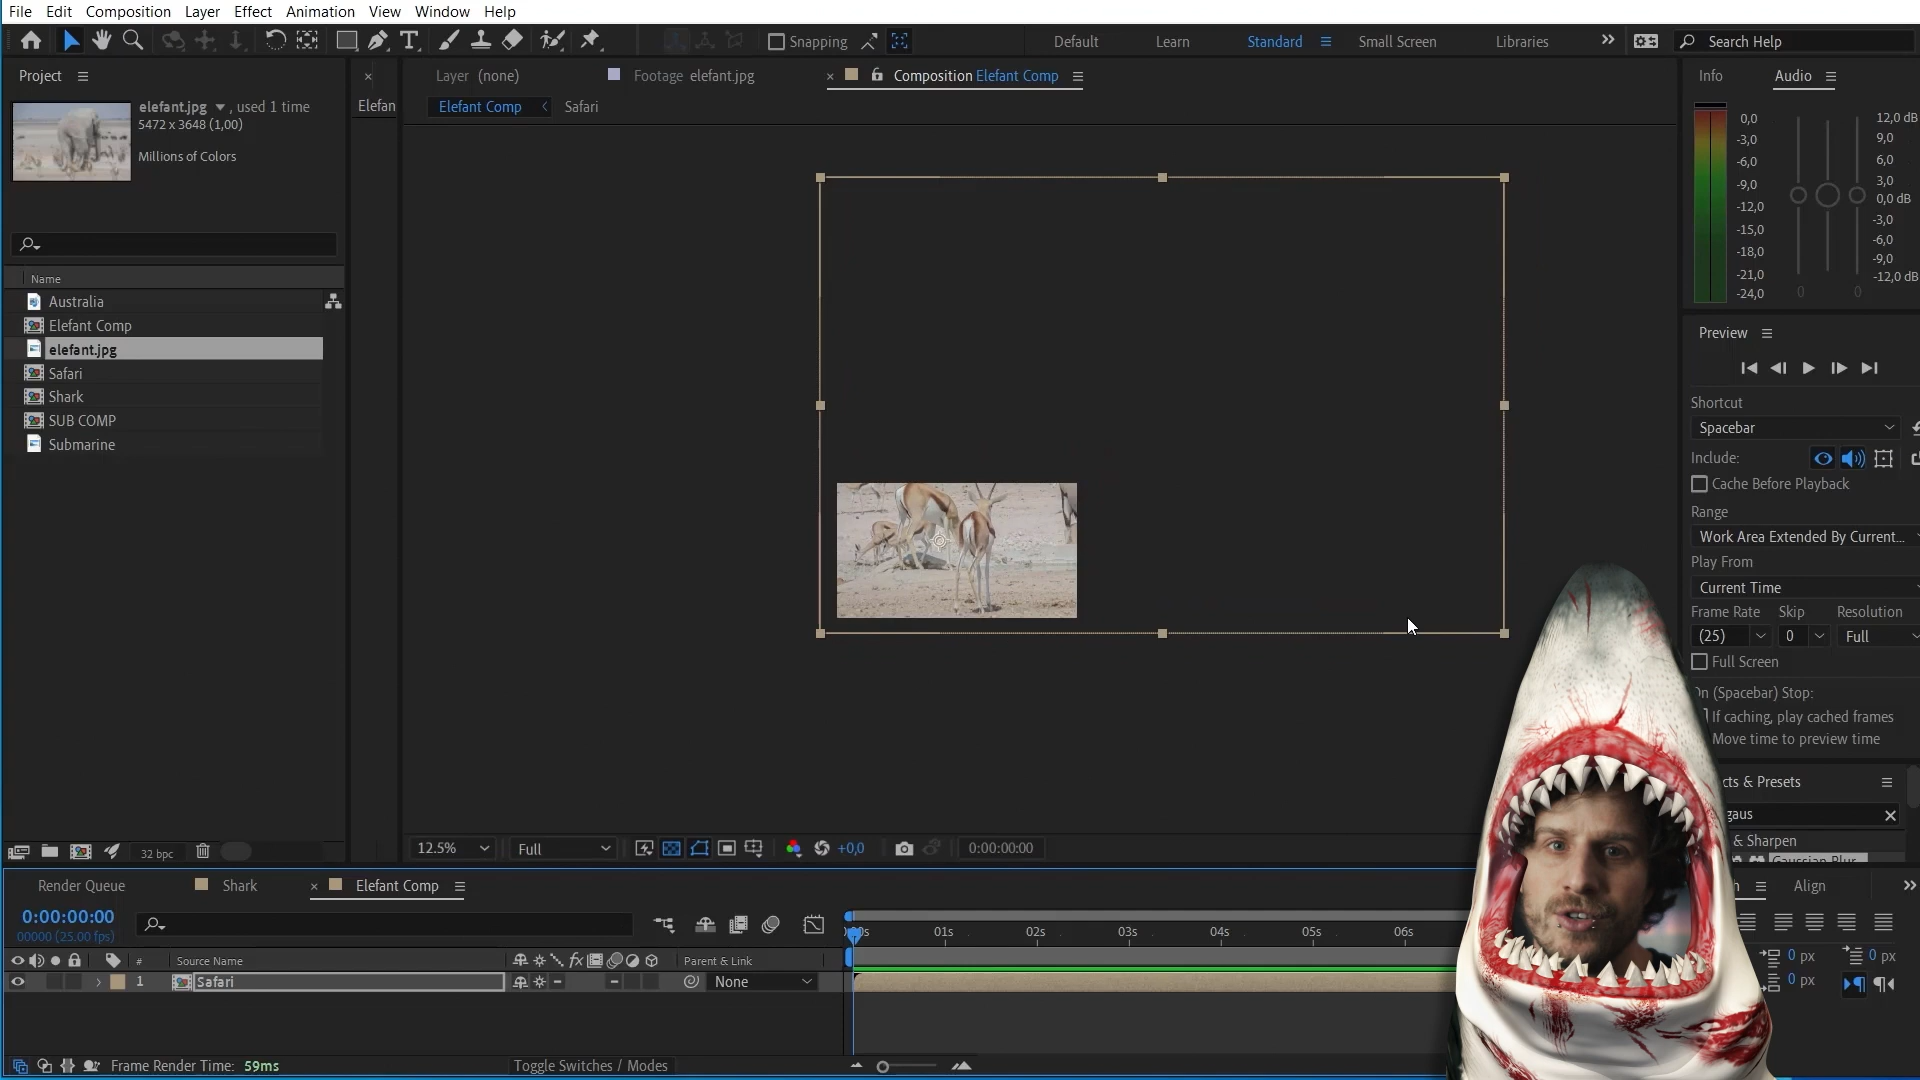 File Edit Composition Layer Effect Animation View Window Help
Snapping
Default Learn Standard Small Screen Libraries
Search Help
Project
elefant.jpg , used 1 time
5472 x 3648 (1,00)
Millions of Colors
Name
Australia
Elefant Comp
elefant.jpg
Safari
Shark
SUB COMP
Submarine
32 bpc
Elefan
Layer (none)
Footage elefant.jpg
Composition Elefant Comp
Elefant Comp Safari
12.5% Full +0,0 0:00:00:00
Info Audio
0,0
-3,0
-6,0
-9,0
-12,0
-15,0
-18,0
-21,0
-24,0
12,0 dB
9,0
6,0
3,0
0,0 dB
-3,0
-6,0
-9,0
-12,0 dB
0 0
Preview
Shortcut
Spacebar
Include:
Cache Before Playback
Range
Work Area Extended By Current...
Play From
Current Time
Frame Rate Skip Resolution
(25) 0 Full
Full Screen
On (Spacebar) Stop:
If caching, play cached frames
Move time to preview time
cts & Presets
gaus
& Sharpen
Gaussian Blur
Align
0 px 0 px
0 px
Render Queue Shark Elefant Comp
0:00:00:00
00000 (25.00 fps)
# Source Name Parent & Link
1 Safari None
00s 01s 02s 03s 04s 05s 06s
Frame Render Time: 59ms
Toggle Switches / Modes